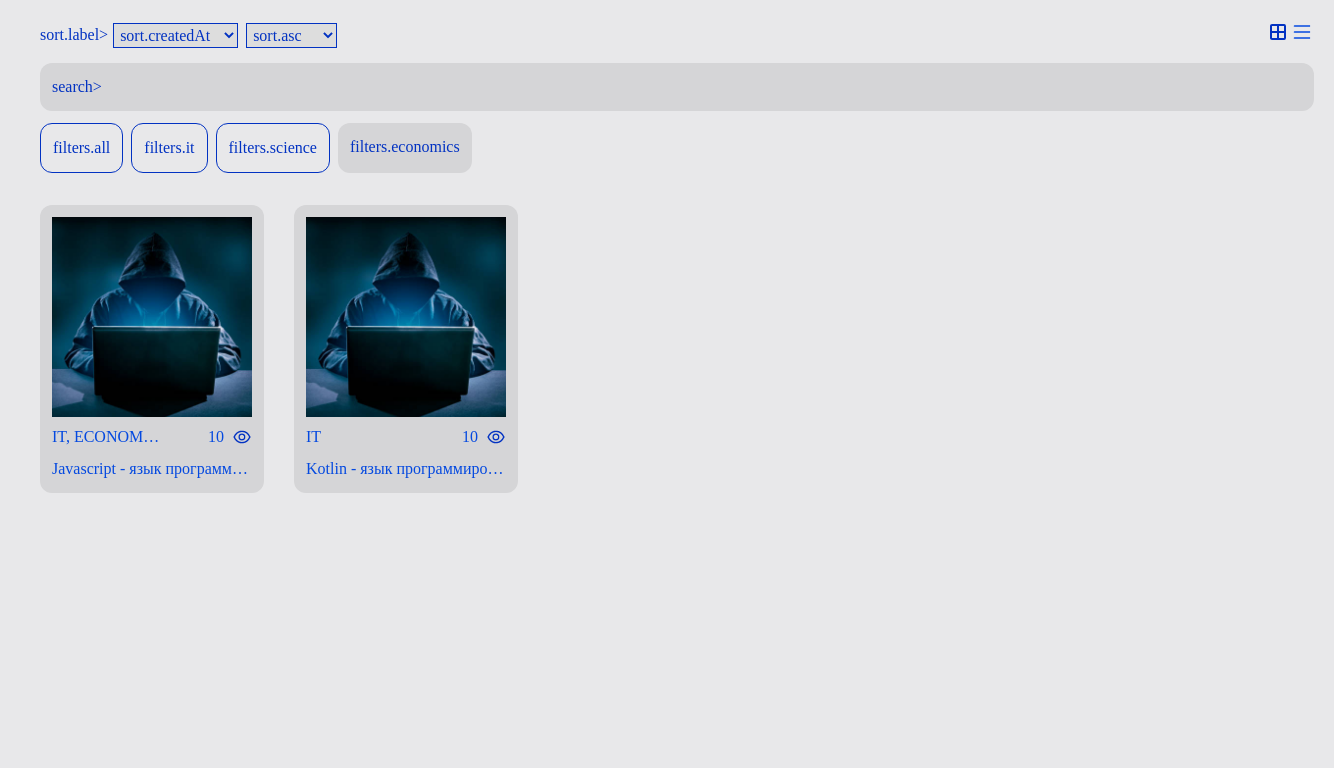 sort.label> sort.createdAt sort.asc
search>
filters.all filters.it filters.science filters.economics
IT, ECONOM… 10
Javascript - язык программ…
IT 10
Kotlin - язык программиро…